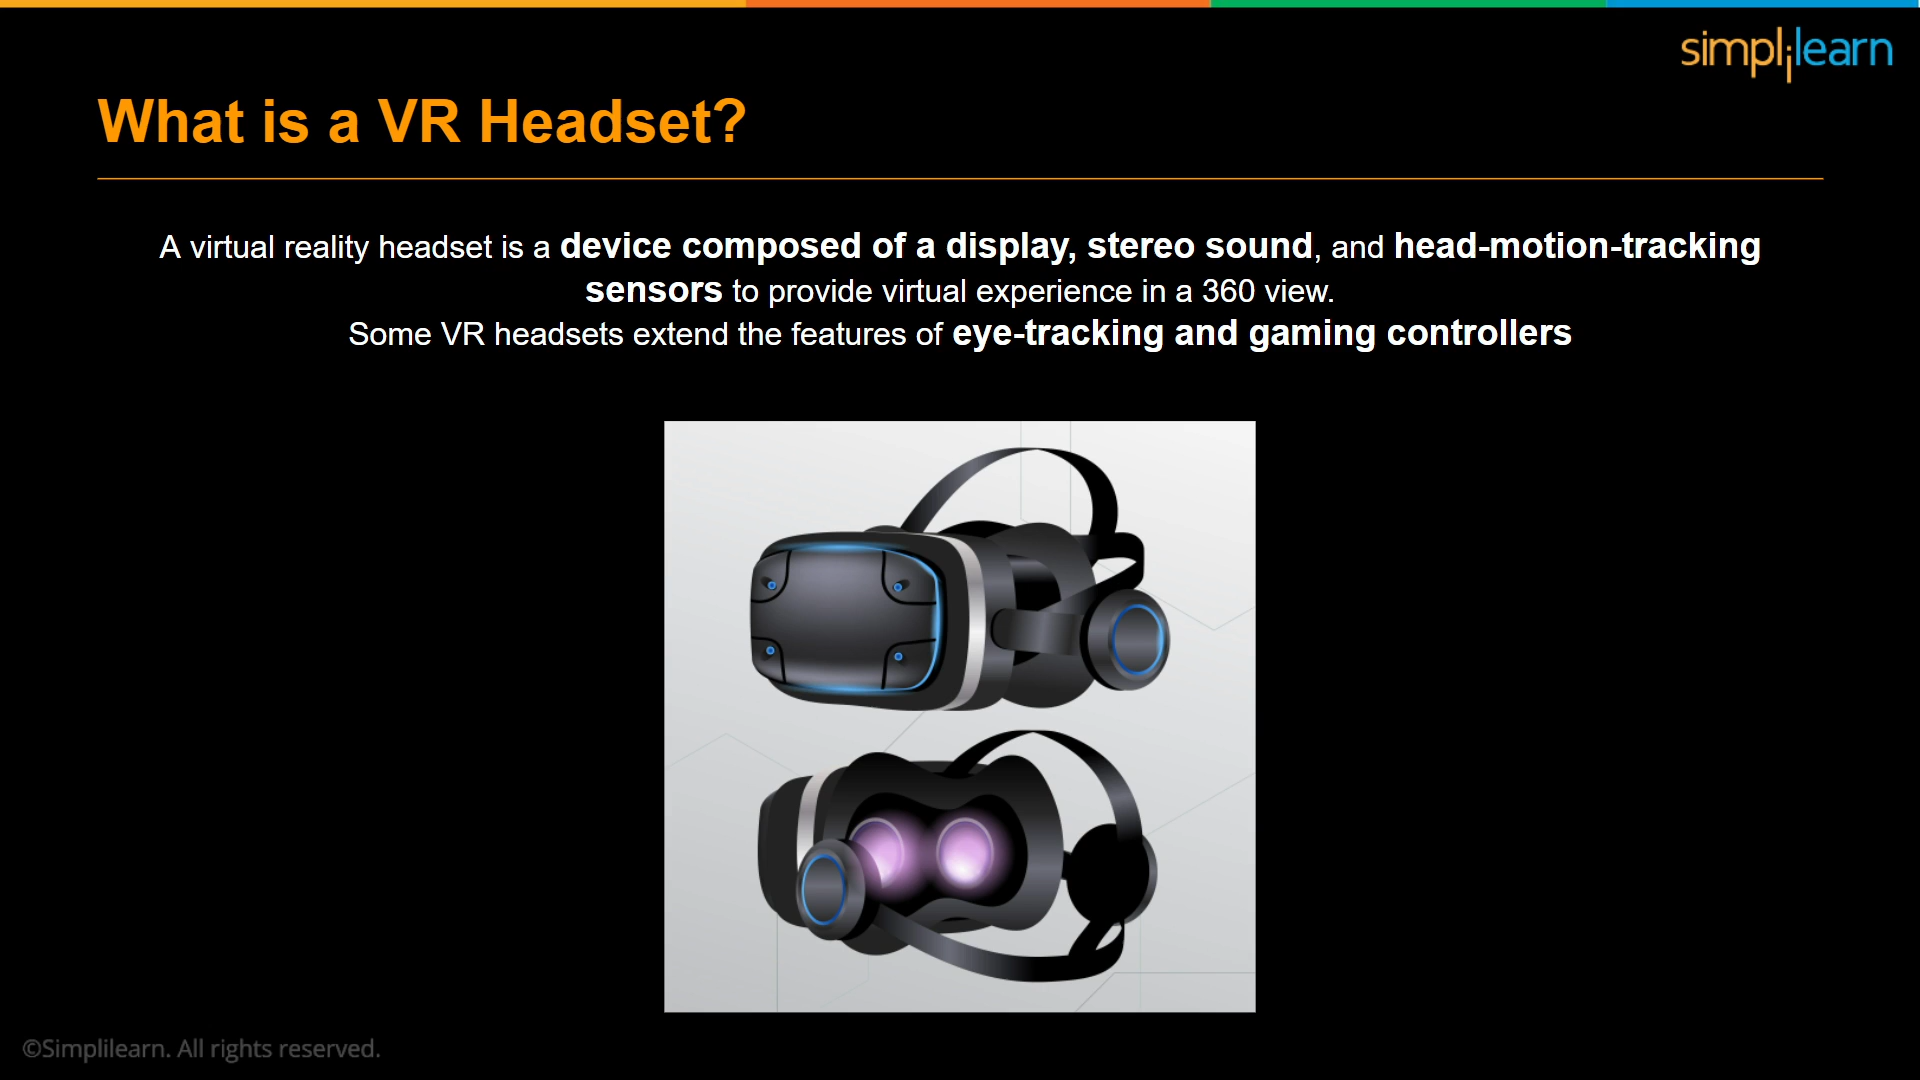 simplilearn
What is a VR Headset?
A virtual reality headset is a device composed of a display, stereo sound, and head-motion-tracking
sensors to provide virtual experience in a 360 view.
Some VR headsets extend the features of eye-tracking and gaming controllers
©Simplilearn. All rights reserved.